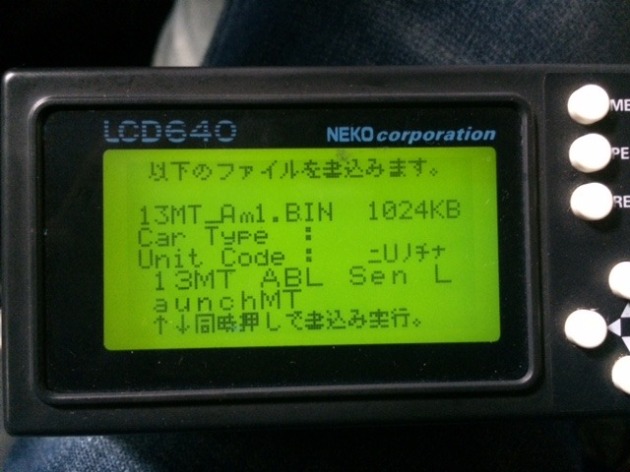 LCD640
NEKO corporation
以下のファイルを書込みます。
13MT_Am1.BIN 1024KB
Car Type :
Unit Code : ﾆUﾉﾁﾅ
13MT ABL Sen L
aunchMT
↑↓同時押しで書込み実行。